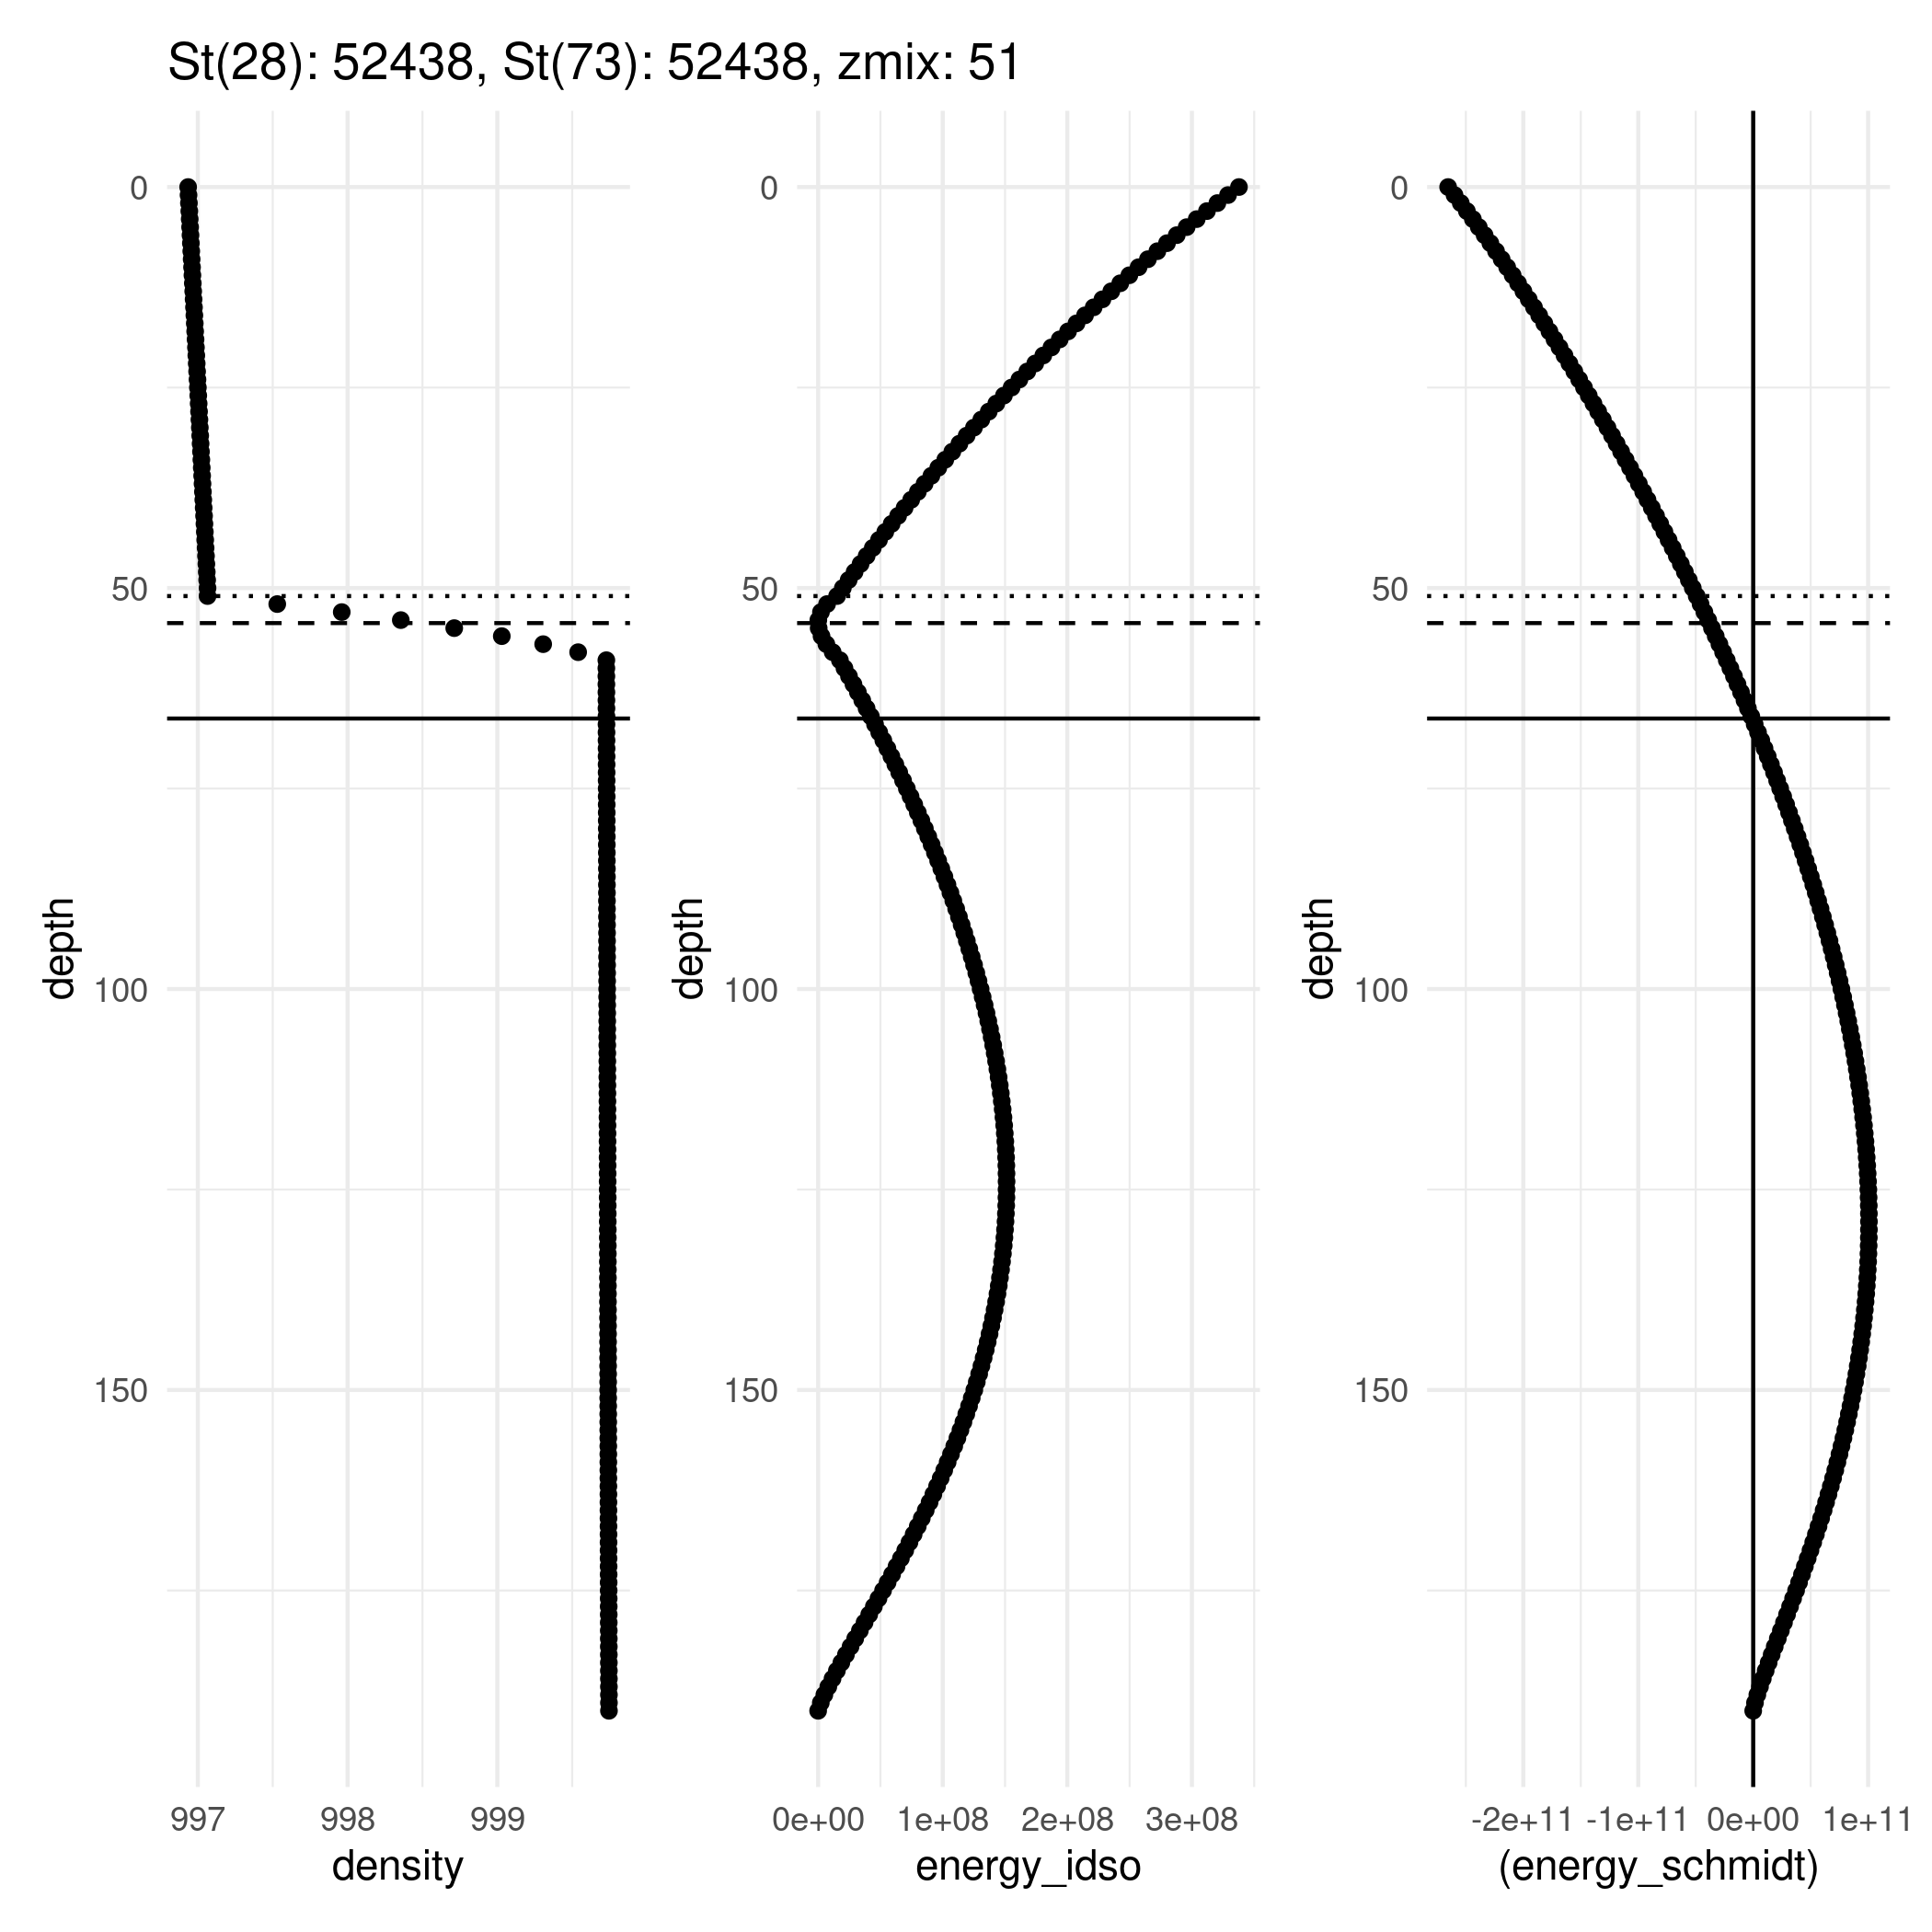 St(28): 52438, St(73): 52438, zmix: 51
0
50
100
150
depth
997 998 999
density
0
50
100
150
depth
0e+00 1e+08 2e+08 3e+08
energy_idso
0
50
100
150
depth
-2e+11 -1e+11 0e+00 1e+11
(energy_schmidt)